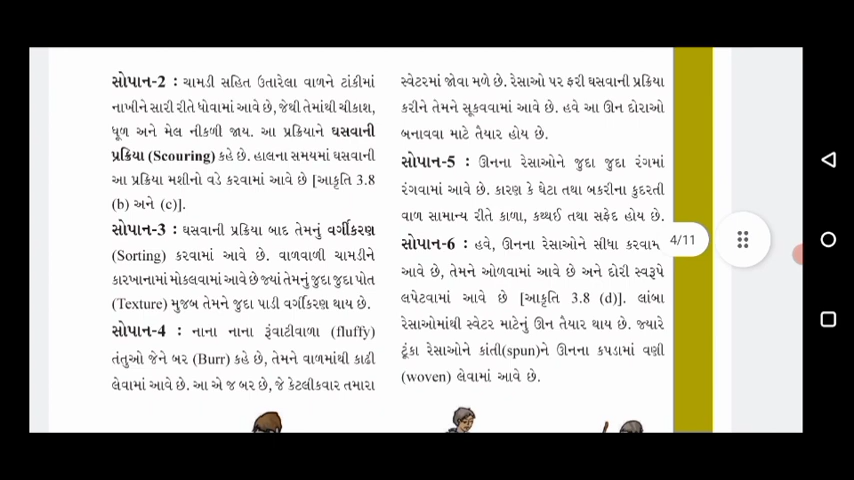 સોપાન-2 : ચામડી સહિત ઉતારેલા વાળને ટાંકીમાં
નાખીને સારી રીતે ધોવામાં આવે છે, જેથી તેમાંથી ચીકાશ,
ધૂળ અને મેલ નીકળી જાય. આ પ્રક્રિયાને ઘસવાની
પ્રક્રિયા (Scouring) કહે છે. હાલના સમયમાં ઘસવાની
આ પ્રક્રિયા મશીનો વડે કરવામાં આવે છે [આકૃતિ 3.8
(b) અને (c)].
સોપાન-3 : ઘસવાની પ્રક્રિયા બાદ તેમનું વર્ગીકરણ
(Sorting) કરવામાં આવે છે. વાળવાળી ચામડીને
કારખાનામાં મોકલવામાં આવે છે જ્યાં તેમનું જુદા જુદા પોત
(Texture) મુજબ તેમને જુદા પાડી વર્ગીકરણ થાય છે.
સોપાન-4 : નાના નાના રૂંવાટીવાળા (fluffy)
તંતુઓ જેને બર (Burr) કહે છે, તેમને વાળમાંથી કાઢી
લેવામાં આવે છે. આ એ જ બર છે, જે કેટલીકવાર તમારા
સ્વેટરમાં જોવા મળે છે. રેસાઓ પર ફરી ઘસવાની પ્રક્રિયા
કરીને તેમને સૂકવવામાં આવે છે. હવે આ ઊન દોરાઓ
બનાવવા માટે તૈયાર હોય છે.
સોપાન-5 : ઊનના રેસાઓને જુદા જુદા રંગમાં
રંગવામાં આવે છે. કારણ કે ઘેટા તથા બકરીના કુદરતી
વાળ સામાન્ય રીતે કાળા, કથ્થઈ તથા સફેદ હોય છે.
સોપાન-6 : હવે, ઊનના રેસાઓને સીધા કરવામ
આવે છે, તેમને ઓળવામાં આવે છે અને દોરી સ્વરૂપે
લપેટવામાં આવે છે [આકૃતિ 3.8 (d)]. લાંબા
રેસાઓમાંથી સ્વેટર માટેનું ઊન તૈયાર થાય છે. જ્યારે
ટૂંકા રેસાઓને કાંતી(spun)ને ઊનના કપડામાં વણી
(woven) લેવામાં આવે છે.
4/11